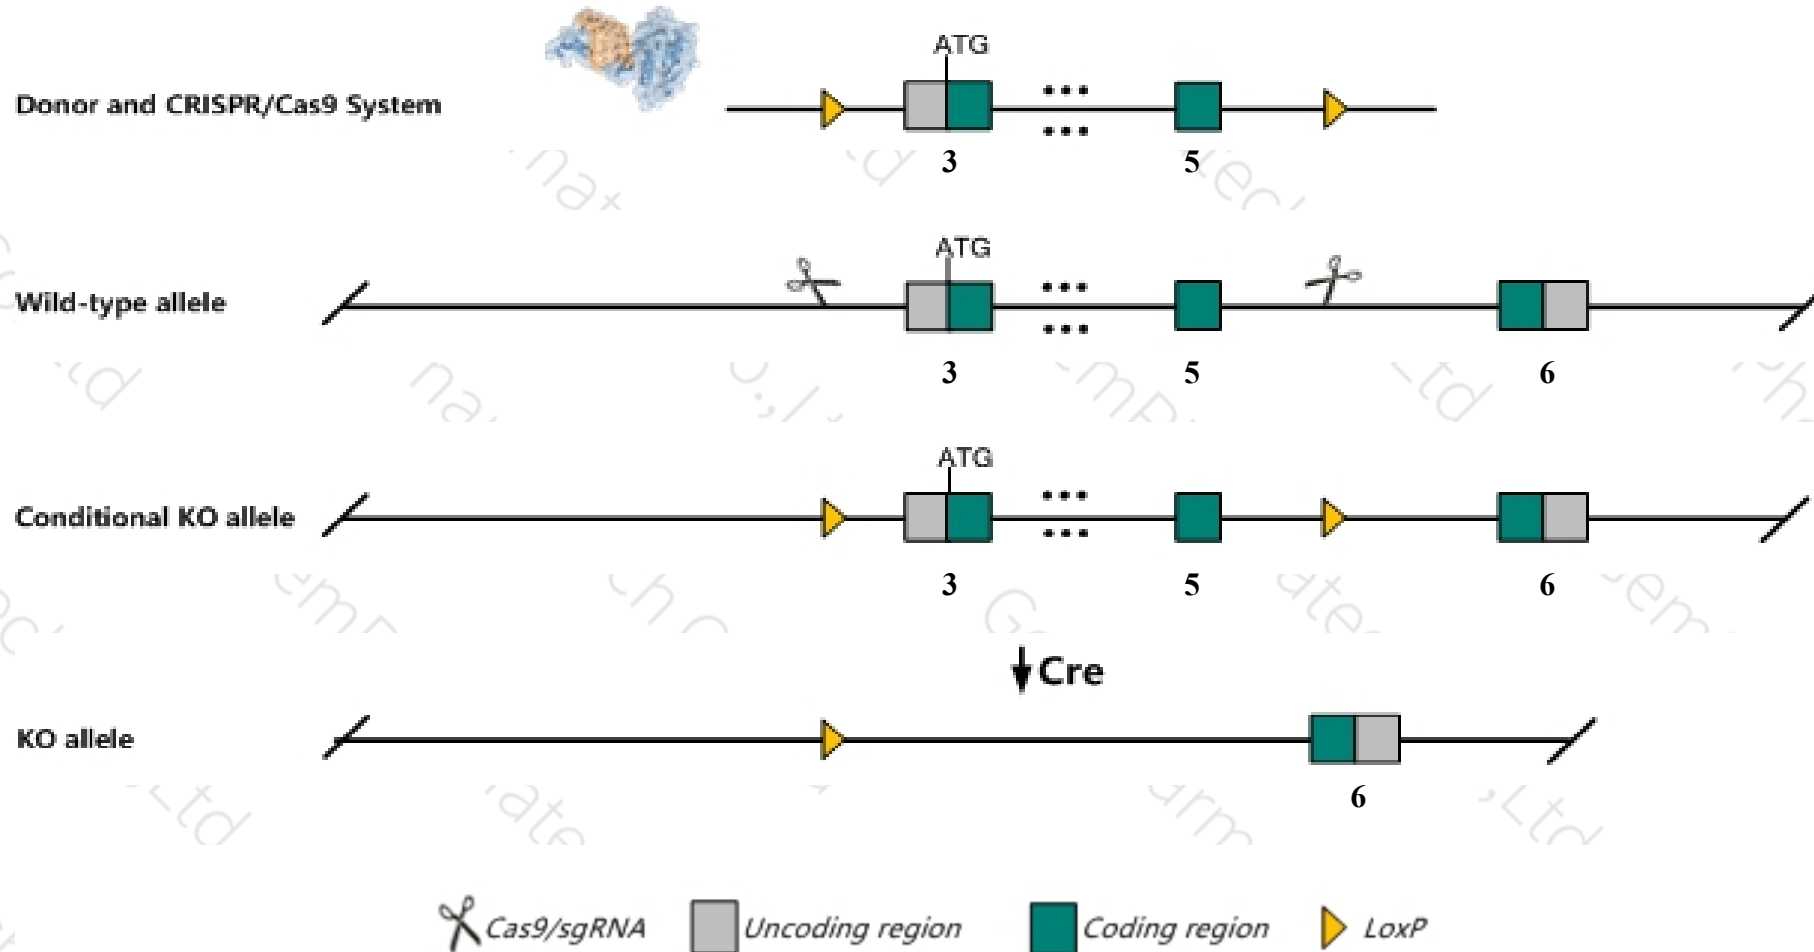 ATG
Donor and CRISPR/Cas9 System
3 5
ATG
Wild-type allele
3 5 6
ATG
Conditional KO allele
3 5 6
Cre
KO allele
6
Cas9/sgRNA Uncoding region Coding region LoxP